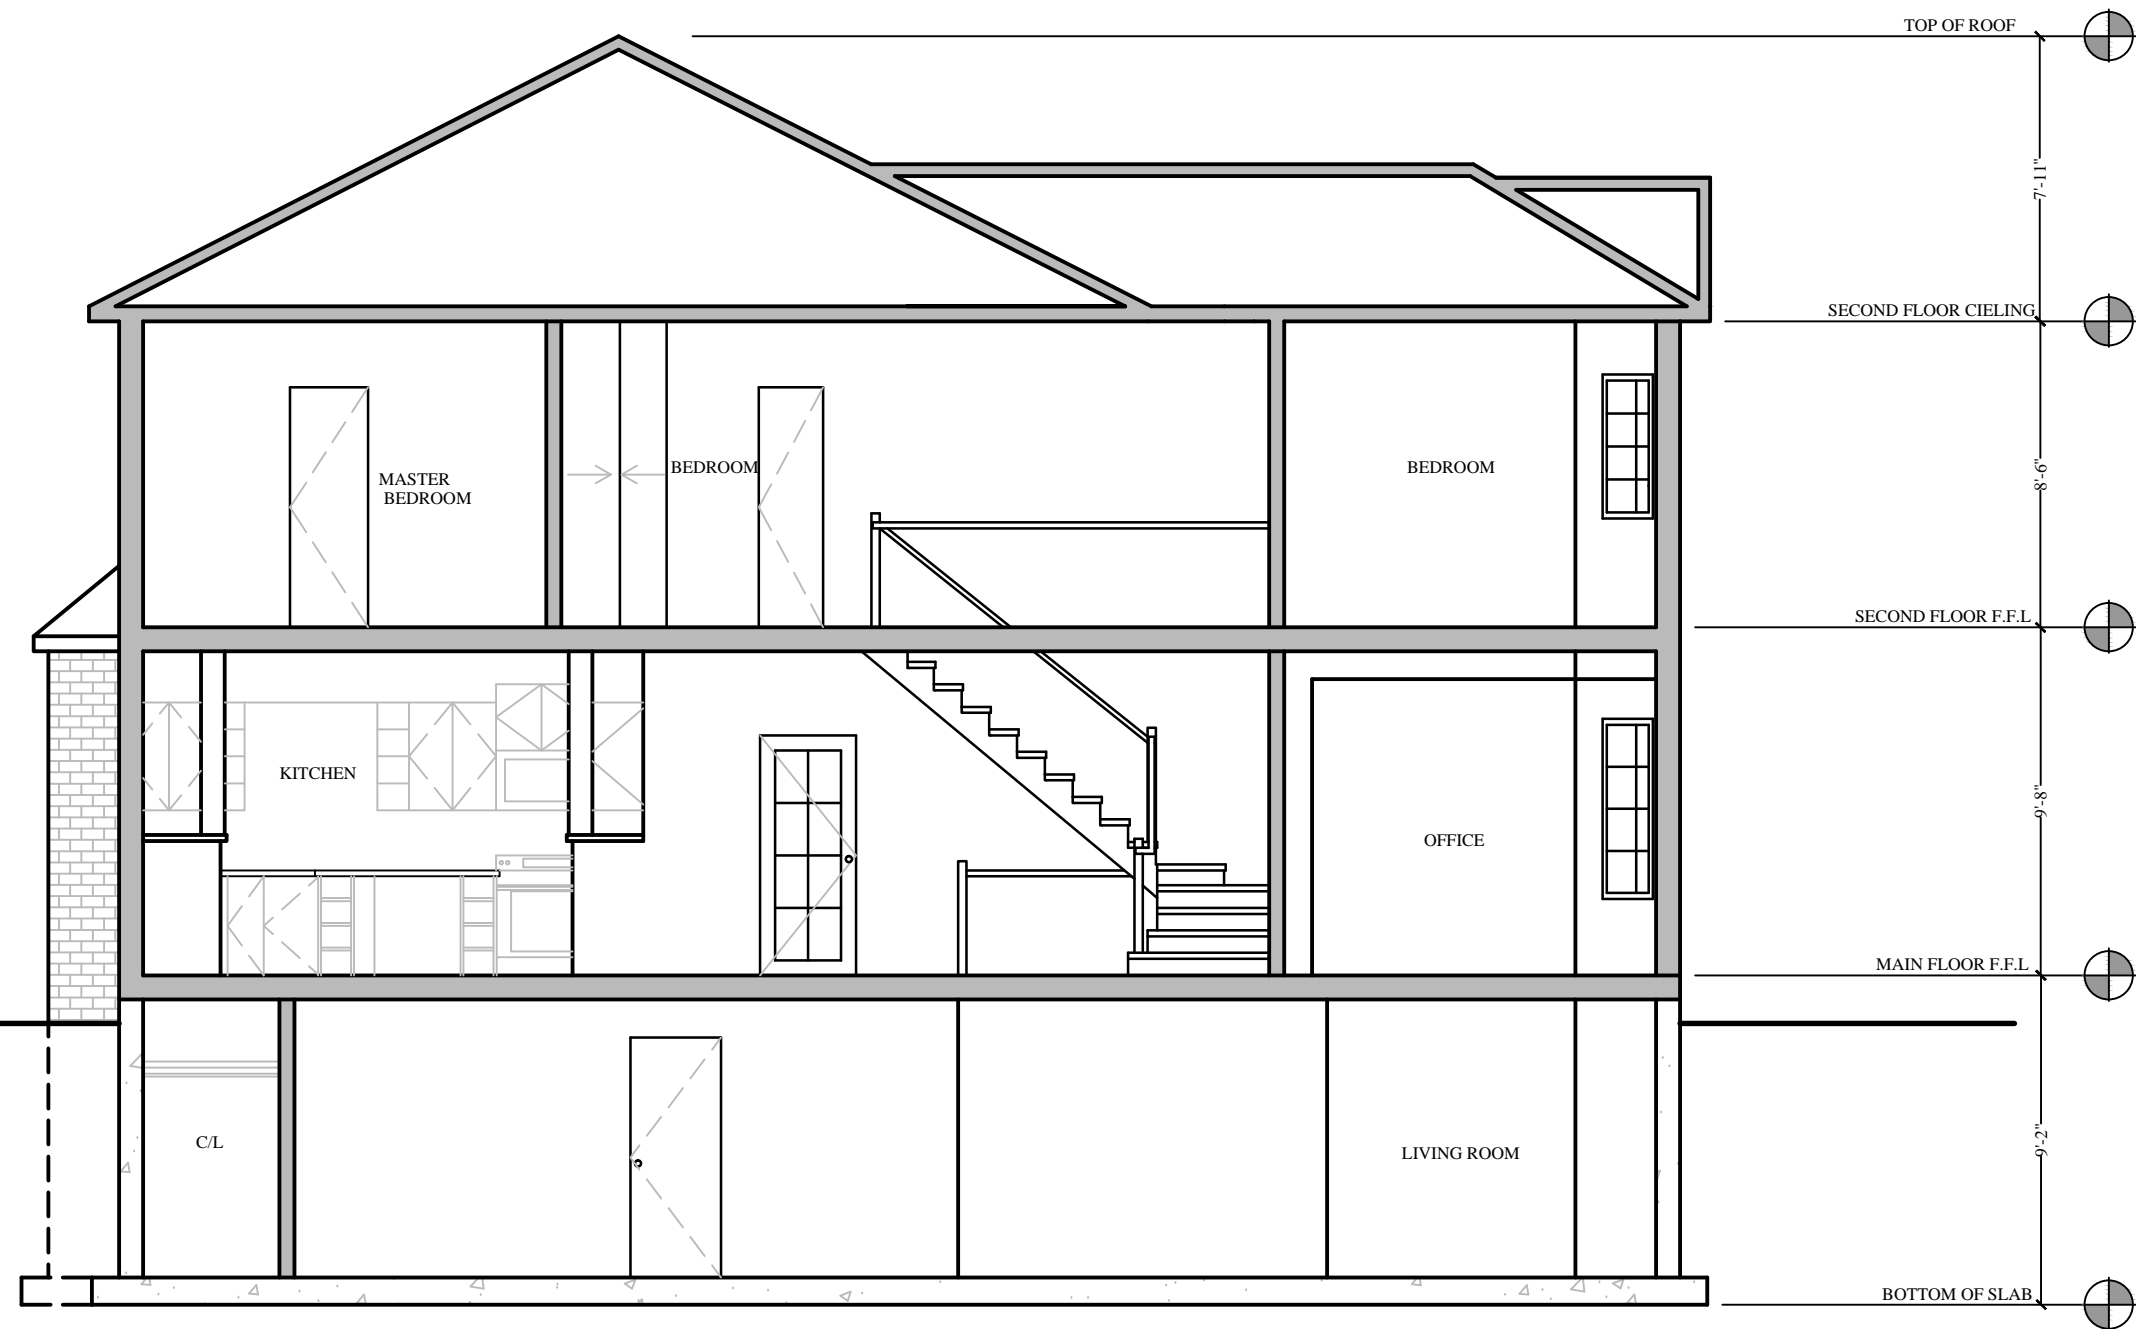 TOP OF ROOF
7'-11"
SECOND FLOOR CIELING
MASTER
BEDROOM
BEDROOM
BEDROOM
8'-6"
SECOND FLOOR F.F.L
KITCHEN
OFFICE
9'-8"
MAIN FLOOR F.F.L
C/L
LIVING ROOM
9'-2"
BOTTOM OF SLAB